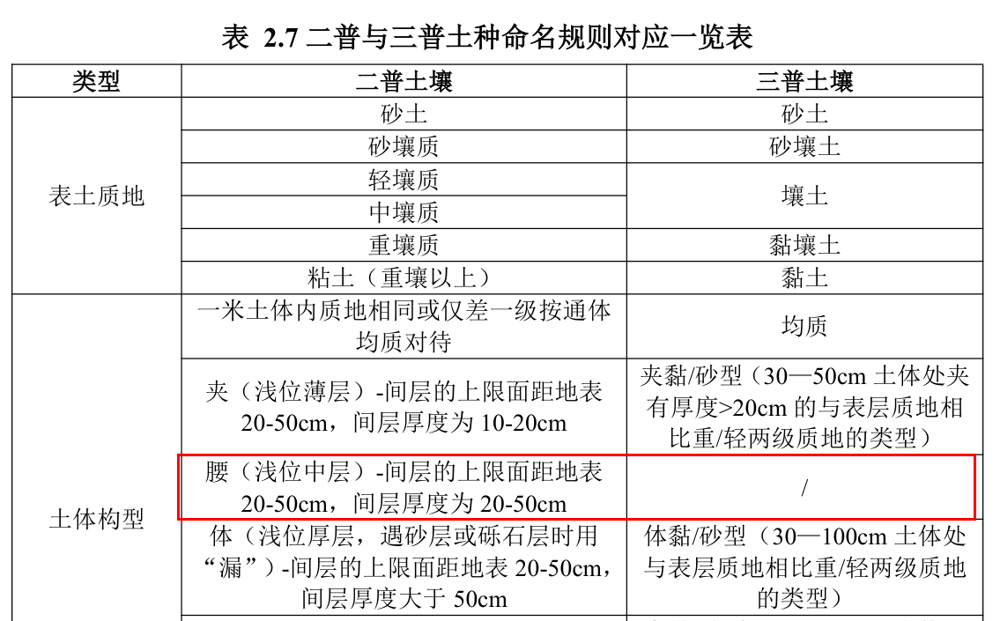 表 2.7 二普与三普土种命名规则对应一览表
类型 二普土壤 三普土壤
表土质地
砂土 砂土
砂壤质 砂壤土
轻壤质
中壤质
壤土
重壤质 黏壤土
粘土（重壤以上） 黏土
土体构型
一米土体内质地相同或仅差一级按通体
均质对待
均质
夹（浅位薄层）-间层的上限面距地表
20-50cm，间层厚度为 10-20cm
夹黏/砂型（30—50cm 土体处夹
有厚度>20cm 的与表层质地相
比重/轻两级质地的类型）
腰（浅位中层）-间层的上限面距地表
20-50cm，间层厚度为 20-50cm
/
体（浅位厚层，遇砂层或砾石层时用
“漏”）-间层的上限面距地表 20-50cm，
间层厚度大于 50cm
体黏/砂型（30—100cm 土体处
与表层质地相比重/轻两级质地
的类型）